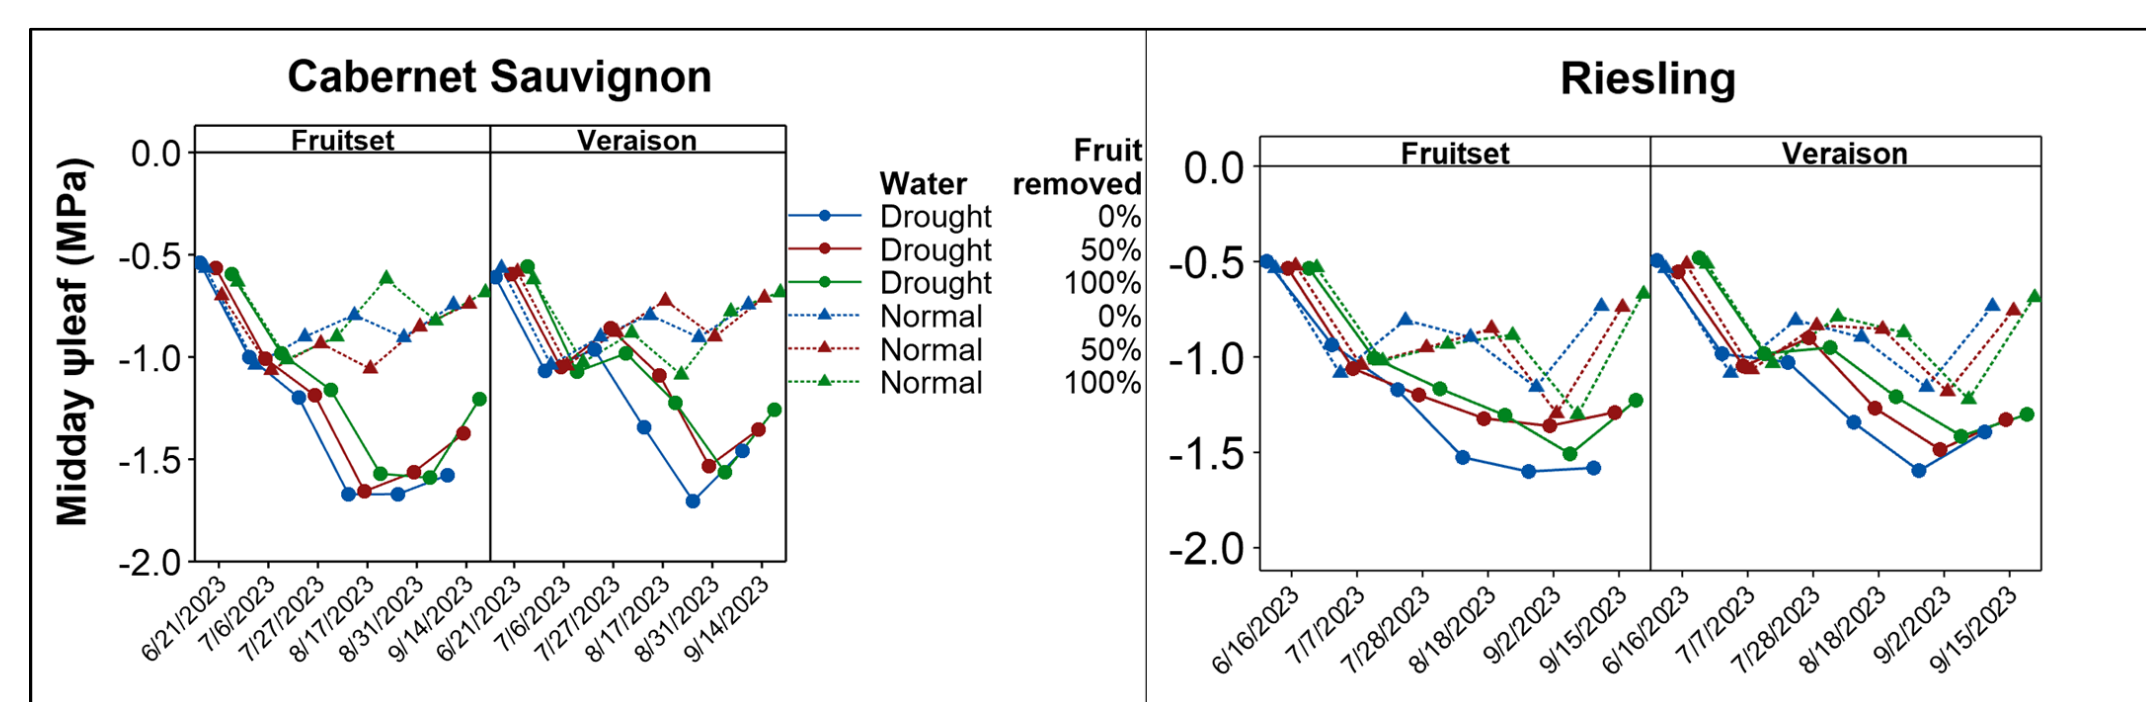 Cabernet Sauvignon
Midday ψleaf (MPa)
Fruitset
Veraison
0.0
-0.5
-1.0
-1.5
-2.0
6/21/2023
7/6/2023
7/27/2023
8/17/2023
8/31/2023
9/14/2023
6/21/2023
7/6/2023
7/27/2023
8/17/2023
8/31/2023
9/14/2023
Fruit
Water removed
Drought 0%
Drought 50%
Drought 100%
Normal 0%
Normal 50%
Normal 100%
Riesling
Fruitset
Veraison
0.0
-0.5
-1.0
-1.5
-2.0
6/16/2023
7/7/2023
7/28/2023
8/18/2023
9/2/2023
9/15/2023
6/16/2023
7/7/2023
7/28/2023
8/18/2023
9/2/2023
9/15/2023